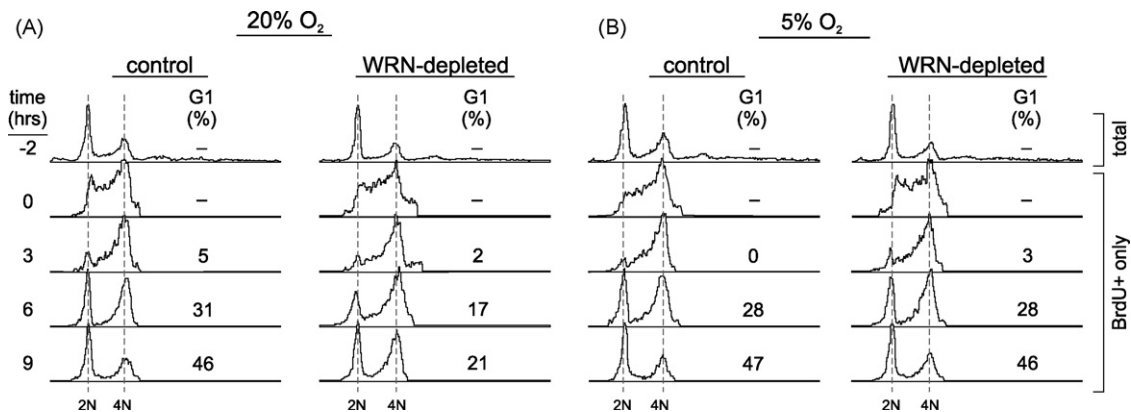 (A) 20% O2 (B) 5% O2
control WRN-depleted control WRN-depleted
time (hrs) G1 (%) G1 (%) G1 (%) G1 (%)
-2 – – – – total
0 – – – – BrdU+ only
3 5 2 0 3
6 31 17 28 28
9 46 21 47 46
2N 4N 2N 4N 2N 4N 2N 4N